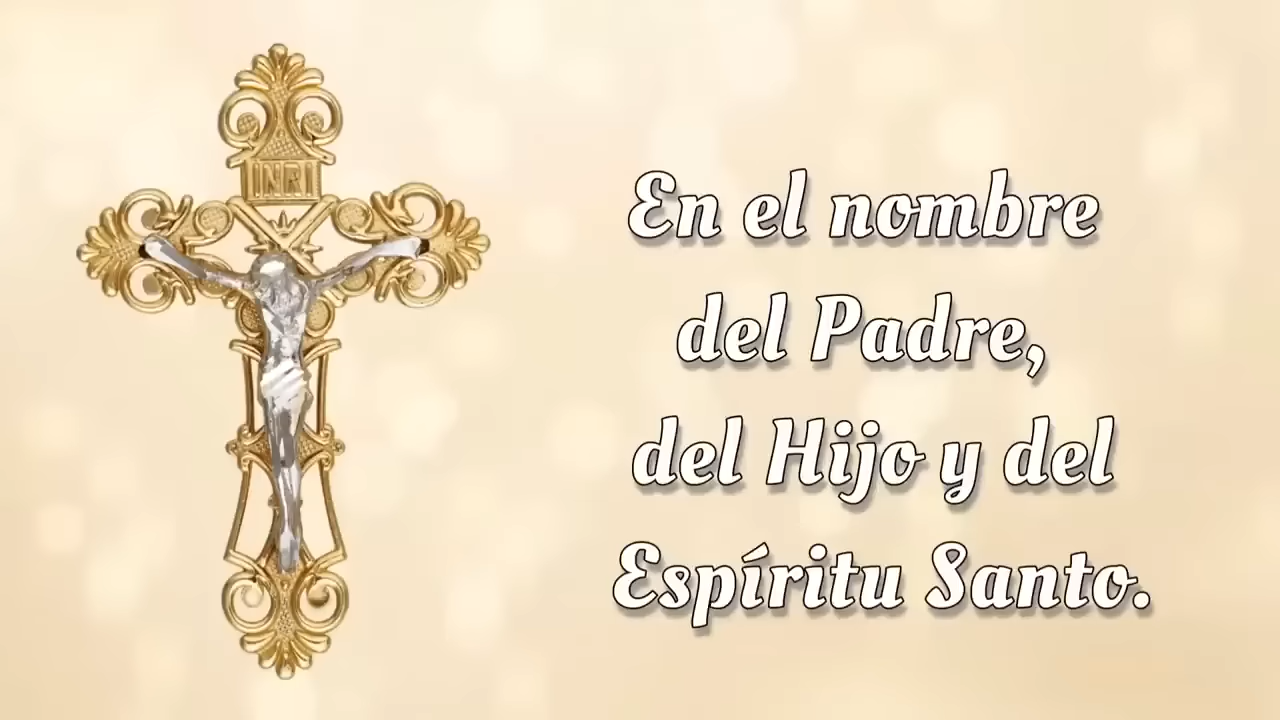 INRI
En el nombre
del Padre,
del Hijo y del
Espíritu Santo.